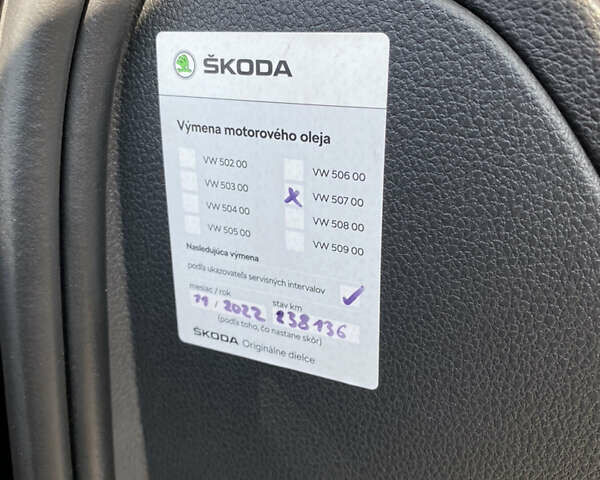 ŠKODA
Výmena motorového oleja
VW 502 00
VW 503 00
VW 504 00
VW 505 00
VW 506 00
VW 507 00
VW 508 00
VW 509 00
Nasledujúca výmena
podľa ukazovateľa servisných intervalov
mesiac / rok
stav km
11 / 2022 238136
(podľa toho, čo nastane skôr)
ŠKODA Originálne dielce